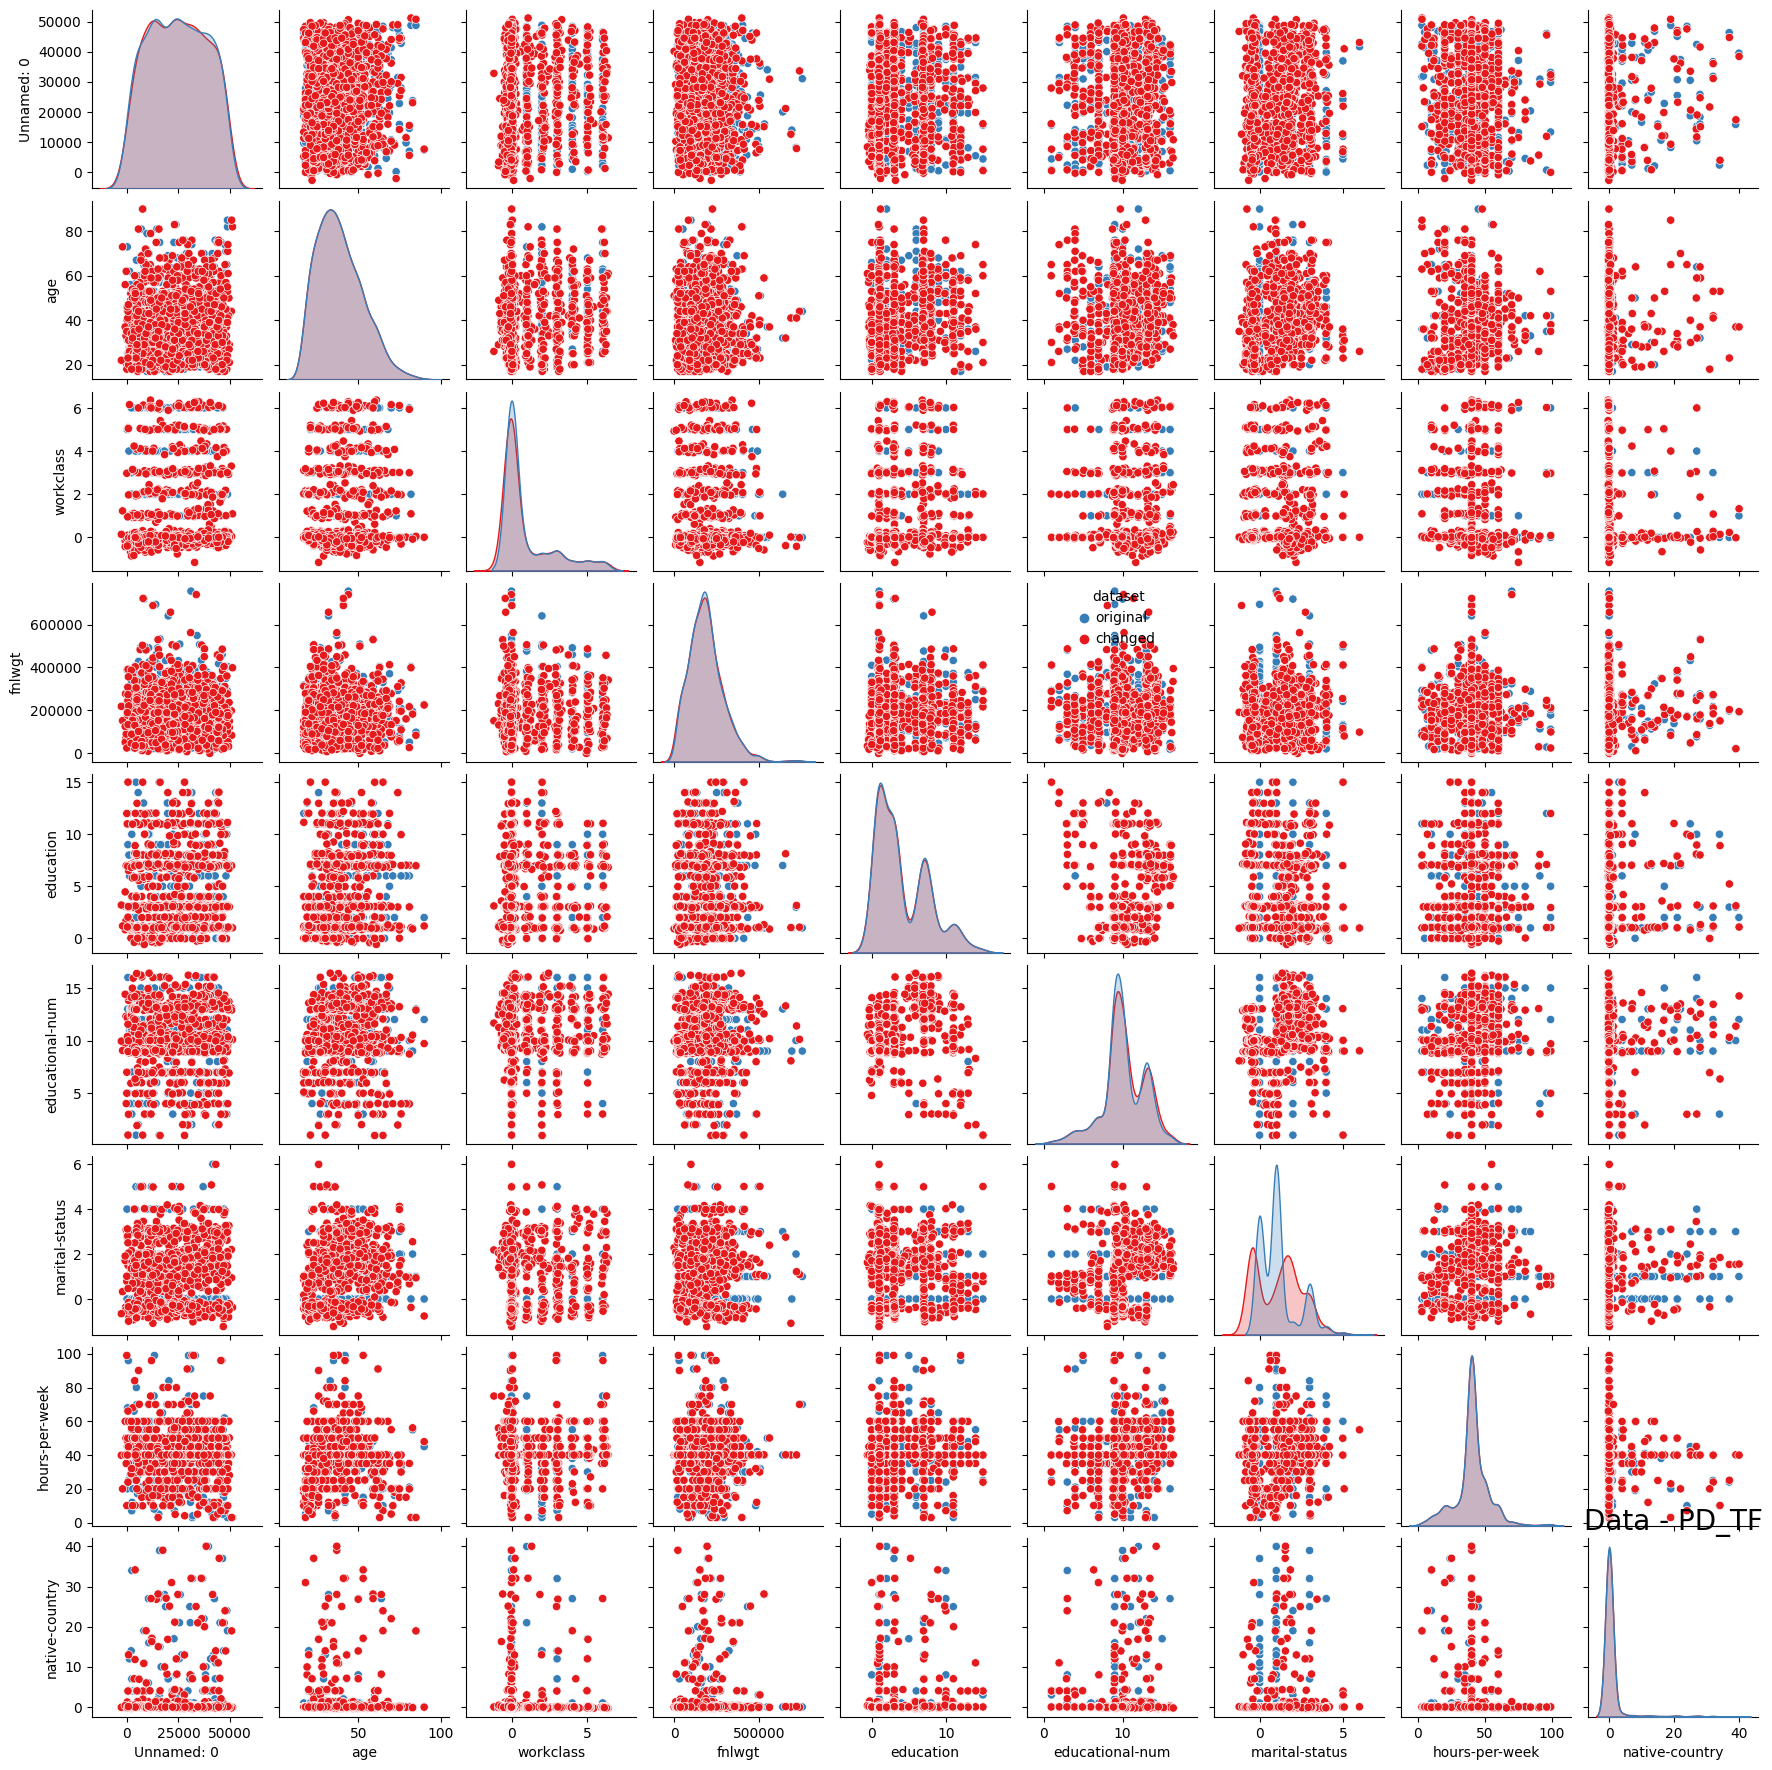 50000
40000
30000
20000
10000
0
Unnamed: 0
80
60
40
20
age
6
4
2
0
workclass
600000
400000
200000
0
fnlwgt
dataset
original
changed
15
10
5
0
education
15
10
5
educational-num
6
4
2
0
marital-status
100
80
60
40
20
0
hours-per-week
Data - PD_TF
40
30
20
10
0
native-country
0 25000 50000 50 100 0 5 0 500000 0 10 0 10 0 5 0 50 100 0 20 40
Unnamed: 0 age workclass fnlwgt education educational-num marital-status hours-per-week native-country